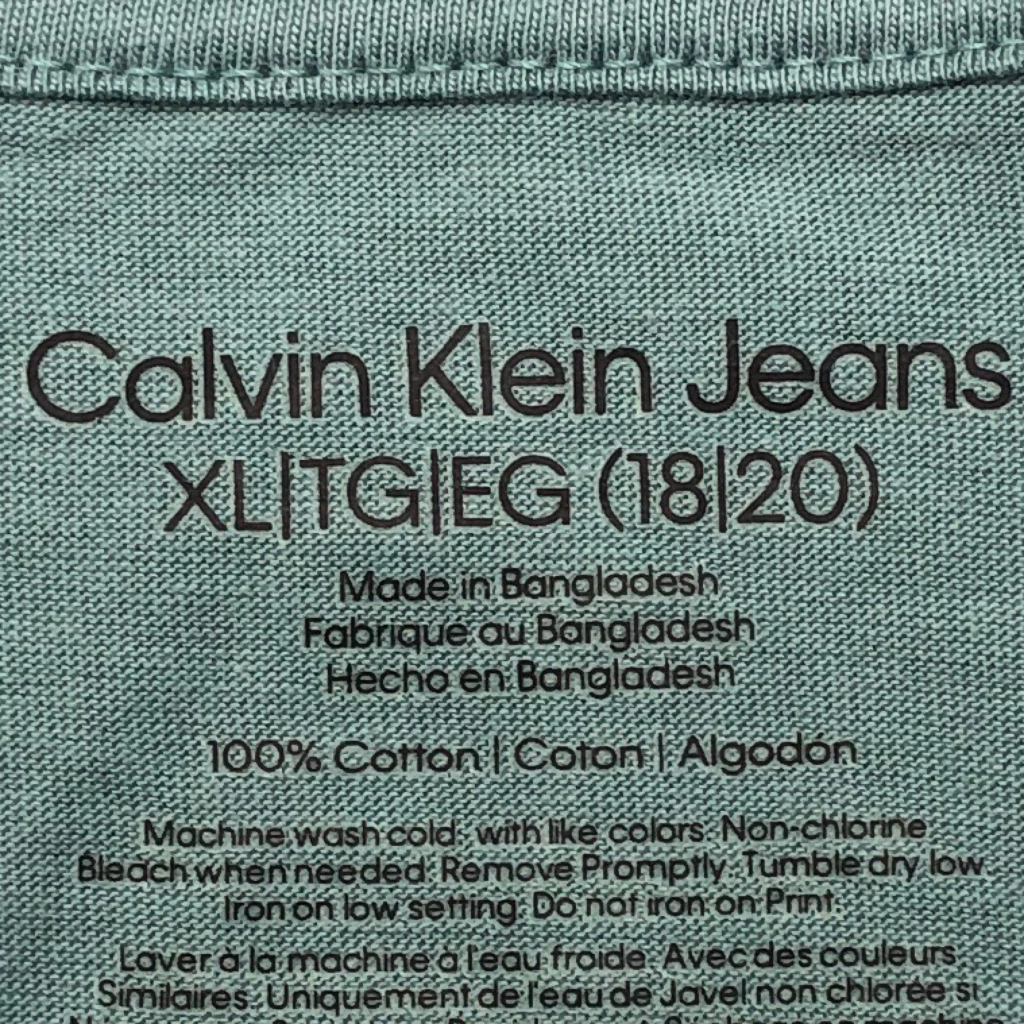 Calvin Klein Jeans
XL|TG|EG (18|20)
Made in Bangladesh
Fabriqué au Bangladesh
Hecho en Bangladesh
100% Cotton | Coton | Algodón
Machine wash cold, with like colors. Non-chlorine
Bleach when needed. Remove Promptly. Tumble dry low
Iron on low setting. Do not iron on Print.
Laver à la machine à l'eau froide. Avec des couleurs
Similaires. Uniquement de l'eau de Javel non chlorée si